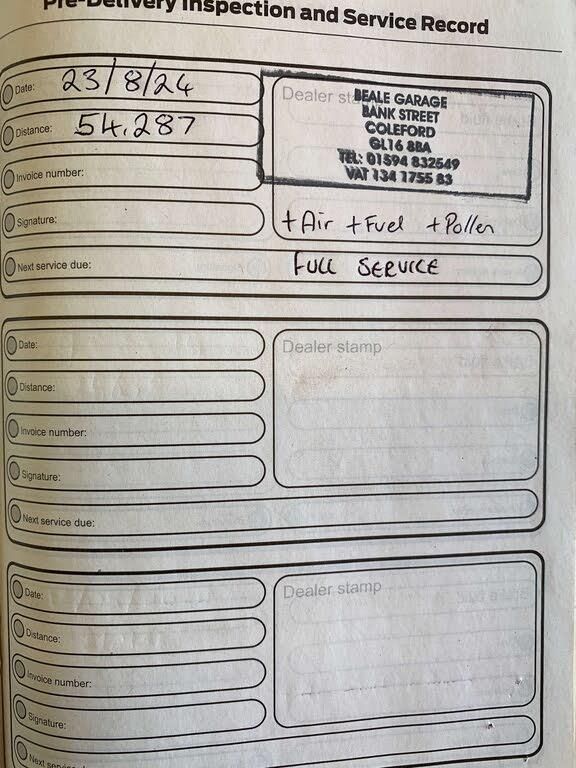 Pre-Delivery Inspection and Service Record
Date: 23/8/24
Distance: 54,287
Invoice number:
Signature:
Dealer
BEALE GARAGE
BANK STREET
COLEFORD
GL16 8BA
TEL: 01594 832549
VAT 134 1755 83
+Air +Fuel +Pollen
Next service due: FULL SERVICE
Date:
Distance:
Invoice number:
Signature:
Dealer stamp
Next service due:
Date:
Distance:
Invoice number:
Signature:
Dealer stamp
Next